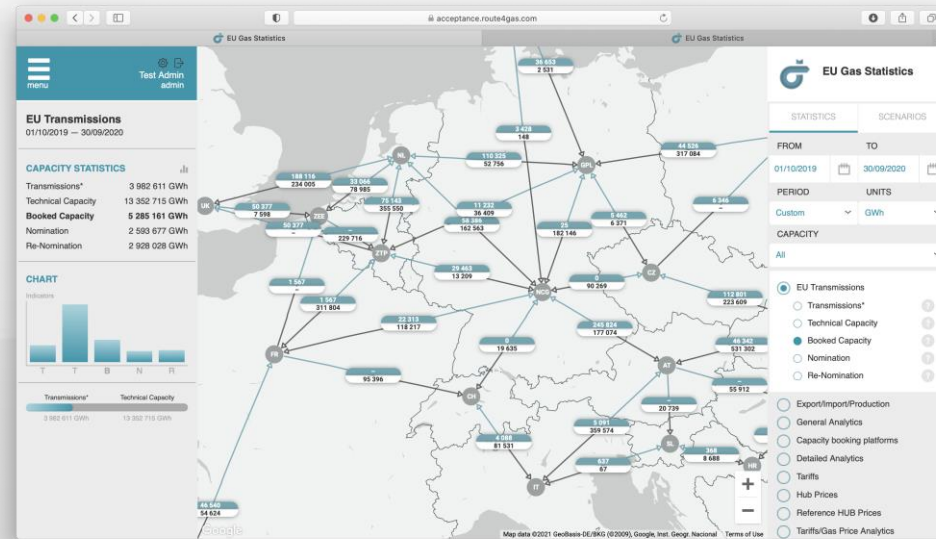 acceptance.route4gas.com
EU Gas Statistics
EU Gas Statistics
menu
Test Admin
admin
EU Transmissions
01/10/2019 — 30/09/2020
CAPACITY STATISTICS
Transmissions* 3 982 611 GWh
Technical Capacity 13 352 715 GWh
Booked Capacity 5 285 161 GWh
Nomination 2 593 677 GWh
Re-Nomination 2 928 028 GWh
CHART
Indicators
T T B N R
Transmissions* Technical Capacity
3 982 611 GWh 13 352 715 GWh
36 653
2 531
3 428
148
44 526
317 084
110 325
52 756
188 116
234 005
33 066
78 985
NL
GPL
UK
50 377
7 598
ZEE
75 143
355 550
11 232
36 409
6 346
–
50 377
–
–
229 716
58 386
162 563
25
182 146
5 462
6 371
ZTP
29 463
13 209
0
90 269
CZ
NCG
1 567
–
1 567
311 804
112 801
223 609
22 313
118 217
249 824
177 074
0
19 635
46 342
531 302
FR
AT
–
95 396
–
55 912
CH
–
20 739
4 088
81 531
5 091
359 574
SL
637
67
368
8 688
HR
IT
46 540
54 624
Google
+
−
Map data ©2021 GeoBasis-DE/BKG (©2009), Google, Inst. Geogr. Nacional Terms of Use
EU Gas Statistics
STATISTICS SCENARIOS
FROM TO
01/10/2019 30/09/2020
PERIOD UNITS
Custom GWh
CAPACITY
All
EU Transmissions
Transmissions* ?
Technical Capacity ?
Booked Capacity ?
Nomination ?
Re-Nomination ?
Export/Import/Production
General Analytics
Capacity booking platforms
Detailed Analytics
Tariffs
Hub Prices
Reference HUB Prices
Tariffs/Gas Price Analytics